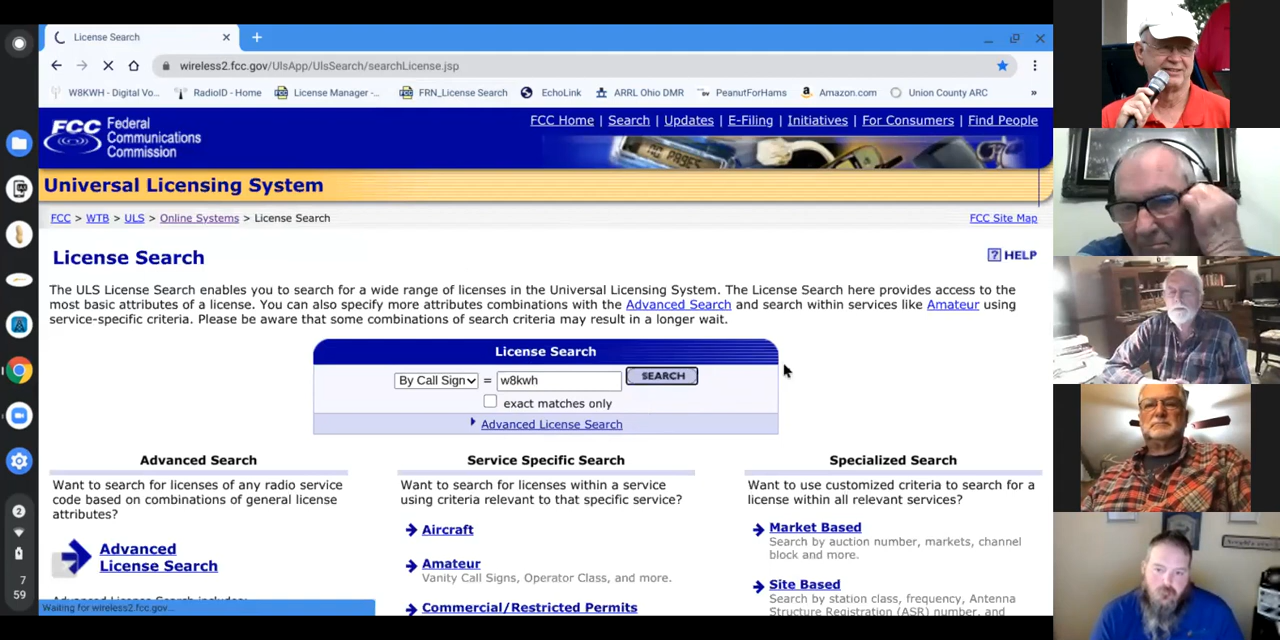 License Search
wireless2.fcc.gov/UlsApp/UlsSearch/searchLicense.jsp
W8KWH - Digital Vo... RadioID - Home License Manager -... FRN_License Search EchoLink ARRL Ohio DMR PeanutForHams Amazon.com Union County ARC »
FCC Federal Communications Commission
FCC Home | Search | Updates | E-Filing | Initiatives | For Consumers | Find People
NO PAGES
Universal Licensing System
FCC > WTB > ULS > Online Systems > License Search FCC Site Map
License Search
? HELP
The ULS License Search enables you to search for a wide range of licenses in the Universal Licensing System. The License Search here provides access to the
most basic attributes of a license. You can also specify more attributes combinations with the Advanced Search and search within services like Amateur using
service-specific criteria. Please be aware that some combinations of search criteria may result in a longer wait.
License Search
By Call Sign = w8kwh SEARCH
exact matches only
Advanced License Search
Advanced Search
Want to search for licenses of any radio service
code based on combinations of general license
attributes?
Advanced
License Search
Advanced License Search includes:
Service Specific Search
Want to search for licenses within a service
using criteria relevant to that specific service?
Aircraft
Amateur
Vanity Call Signs, Operator Class, and more.
Commercial/Restricted Permits
Specialized Search
Want to use customized criteria to search for a
license within all relevant services?
Market Based
Search by auction number, markets, channel
block and more.
Site Based
Search by station class, frequency, Antenna
Structure Registration (ASR) number, and
Waiting for wireless2.fcc.gov...
2
7
59